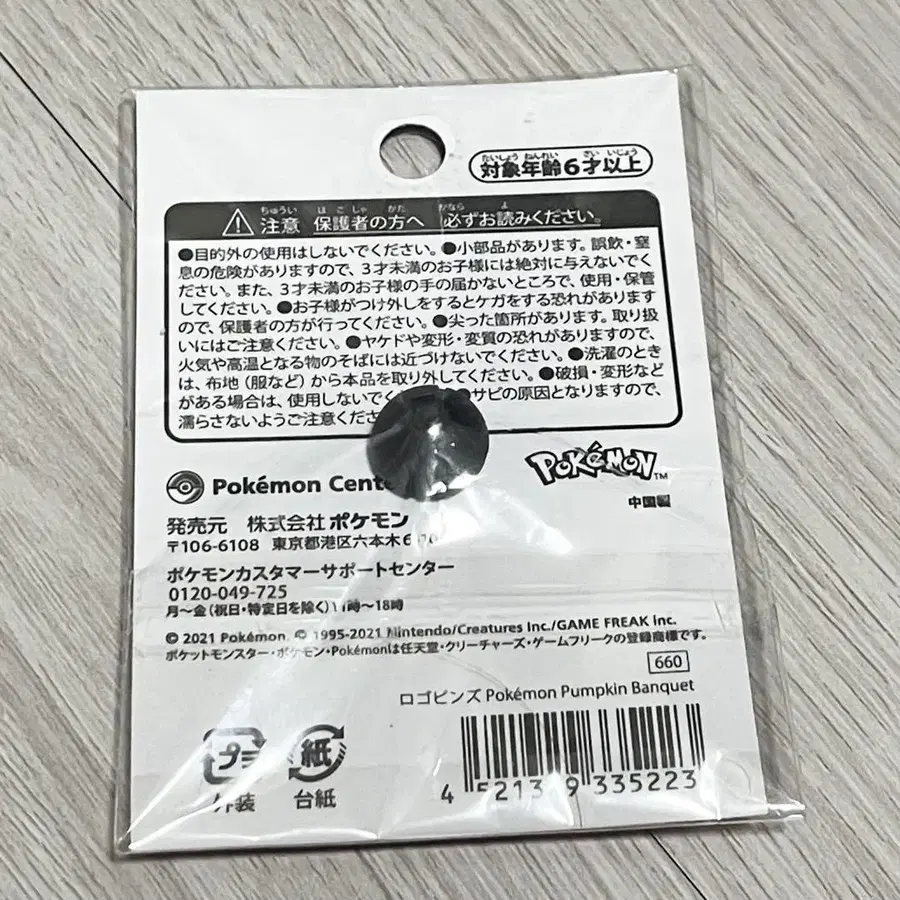 たいしょう ねんれい さい いじょう
対象年齢6才以上
ちゅうい ほごしゃ かた かなら よ
注意 保護者の方へ 必ずお読みください。
●目的外の使用はしないでください。●小部品があります。誤飲・窒
息の危険がありますので、3才未満のお子様には絶対に与えないでく
ださい。また、3才未満のお子様の手の届かないところで、使用・保管
してください。●お子様がつけ外しをするとケガをする恐れがあります
ので、保護者の方が行ってください。●尖った箇所があります。取り扱
いにはご注意ください。●ヤケドや変形・変質の恐れがありますので、
火気や高温となる物のそばには近づけないでください。●洗濯のとき
は、布地(服など)から本品を取り外してください。●破損・変形など
がある場合は、使用しないでく サビの原因となりますので、
濡らさないようご注意くださ
Pokémon Cent
POKéMON TM
中国製
発売元 株式会社 ポケモン
〒106-6108 東京都港区六本木6
ポケモンカスタマーサポートセンター
0120-049-725
月~金(祝日・特定日を除く)11時~18時
© 2021 Pokémon. © 1995-2021 Nintendo/Creatures Inc./GAME FREAK inc.
ポケットモンスター・ポケモン・Pokémonは任天堂・クリーチャーズ・ゲームフリークの登録商標です。
660
ロゴピンズ Pokémon Pumpkin Banquet
プ 紙
外装 台紙
4 5213 9 335223